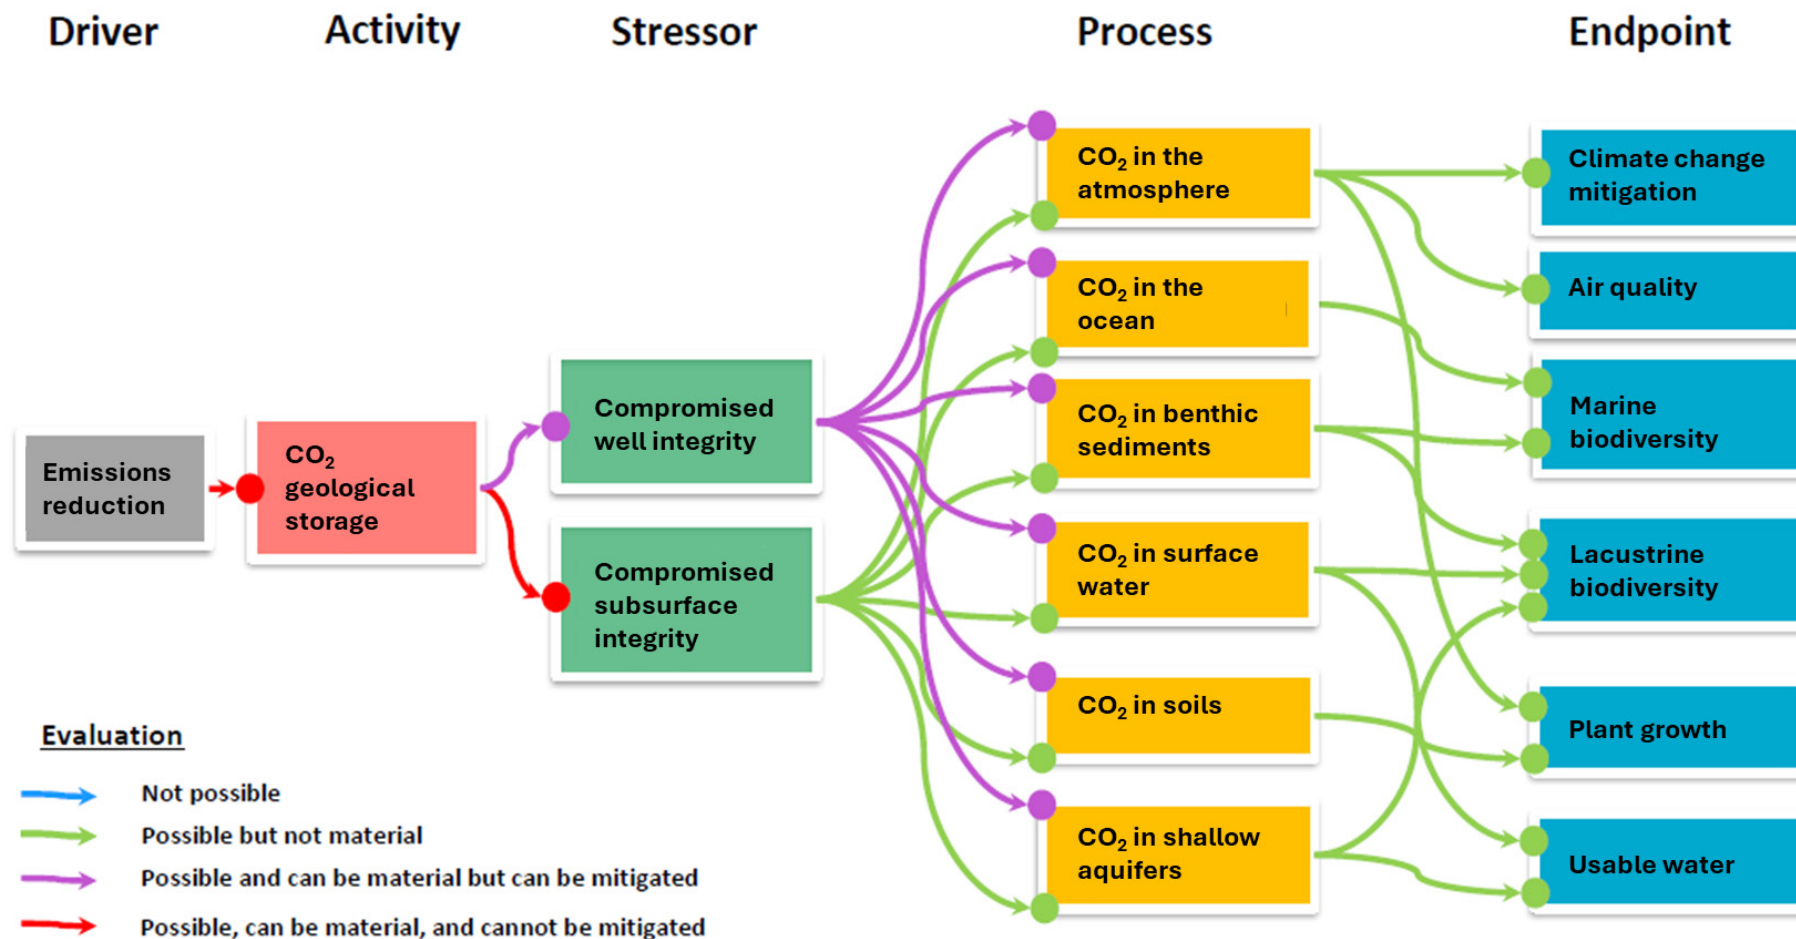 Driver
Activity
Stressor
Process
Endpoint
Emissions
reduction
CO₂
geological
storage
Compromised
well integrity
Compromised
subsurface
integrity
CO₂ in the
atmosphere
CO₂ in the
ocean
CO₂ in benthic
sediments
CO₂ in surface
water
CO₂ in soils
CO₂ in shallow
aquifers
Climate change
mitigation
Air quality
Marine
biodiversity
Lacustrine
biodiversity
Plant growth
Usable water
Evaluation
Not possible
Possible but not material
Possible and can be material but can be mitigated
Possible, can be material, and cannot be mitigated